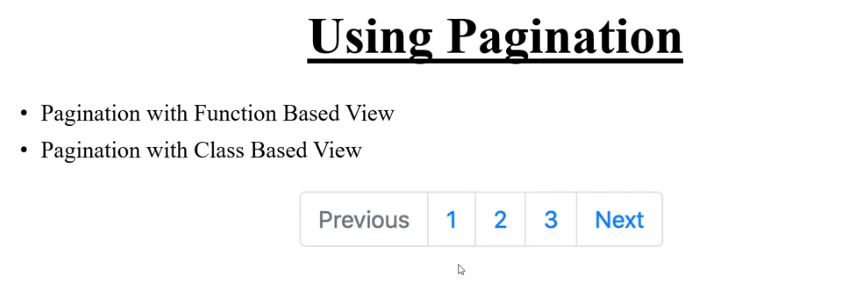 Using Pagination
• Pagination with Function Based View
• Pagination with Class Based View
Previous 1 2 3 Next